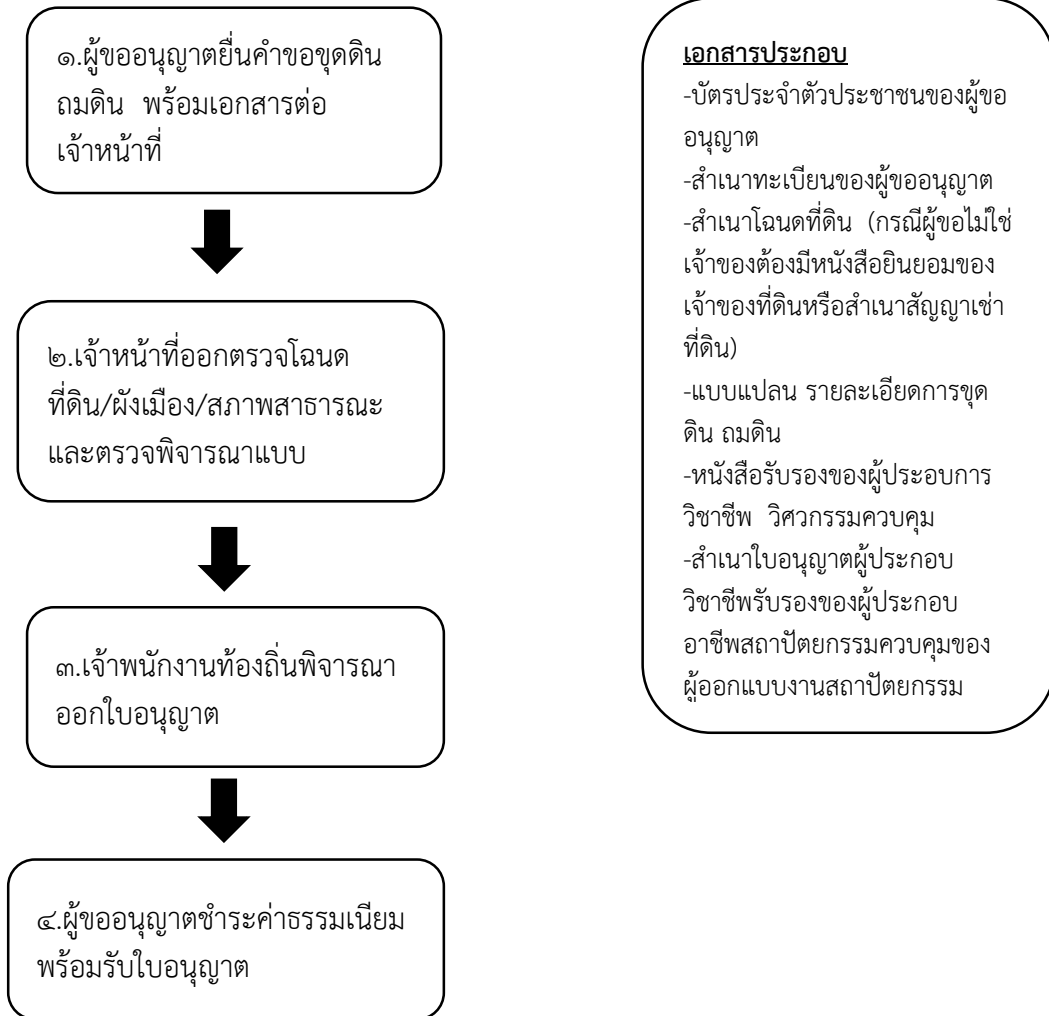 ๑.ผู้ขออนุญาตยื่นคำขอขุดดิน
ถมดิน พร้อมเอกสารต่อ
เจ้าหน้าที่
๒.เจ้าหน้าที่ออกตรวจโฉนด
ที่ดิน/ผังเมือง/สภาพสาธารณะ
และตรวจพิจารณาแบบ
๓.เจ้าพนักงานท้องถิ่นพิจารณา
ออกใบอนุญาต
๔.ผู้ขออนุญาตชำระค่าธรรมเนียม
พร้อมรับใบอนุญาต
เอกสารประกอบ
-บัตรประจำตัวประชาชนของผู้ขอ
อนุญาต
-สำเนาทะเบียนของผู้ขออนุญาต
-สำเนาโฉนดที่ดิน (กรณีผู้ขอไม่ใช่
เจ้าของต้องมีหนังสือยินยอมของ
เจ้าของที่ดินหรือสำเนาสัญญาเช่า
ที่ดิน)
-แบบแปลน รายละเอียดการขุด
ดิน ถมดิน
-หนังสือรับรองของผู้ประอบการ
วิชาชีพ วิศวกรรมควบคุม
-สำเนาใบอนุญาตผู้ประกอบ
วิชาชีพรับรองของผู้ประกอบ
อาชีพสถาปัตยกรรมควบคุมของ
ผู้ออกแบบงานสถาปัตยกรรม